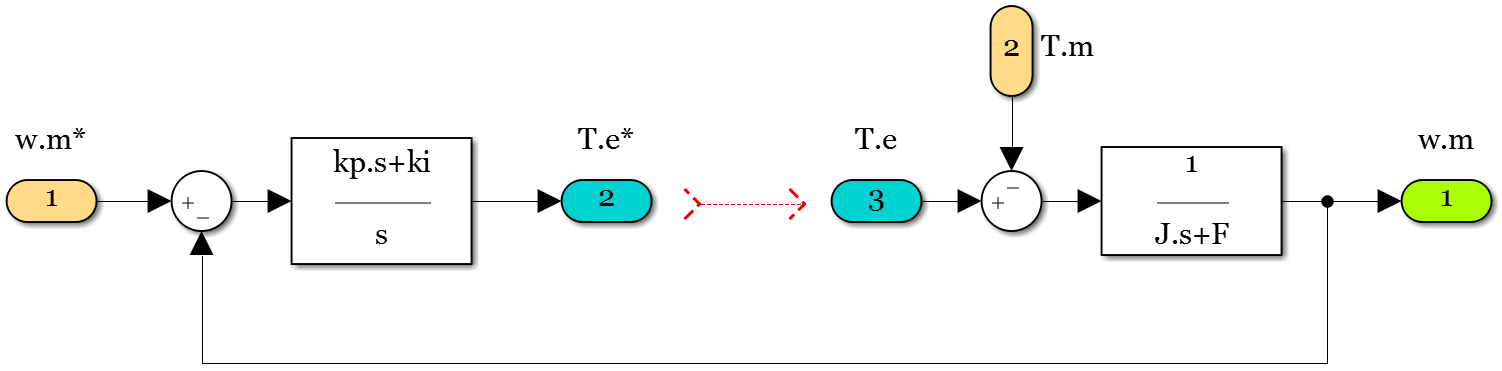 2
T.m
w.m*
T.e*
T.e
w.m
1
+
−
kp.s+ki
s
2
3
−
+
1
J.s+F
1